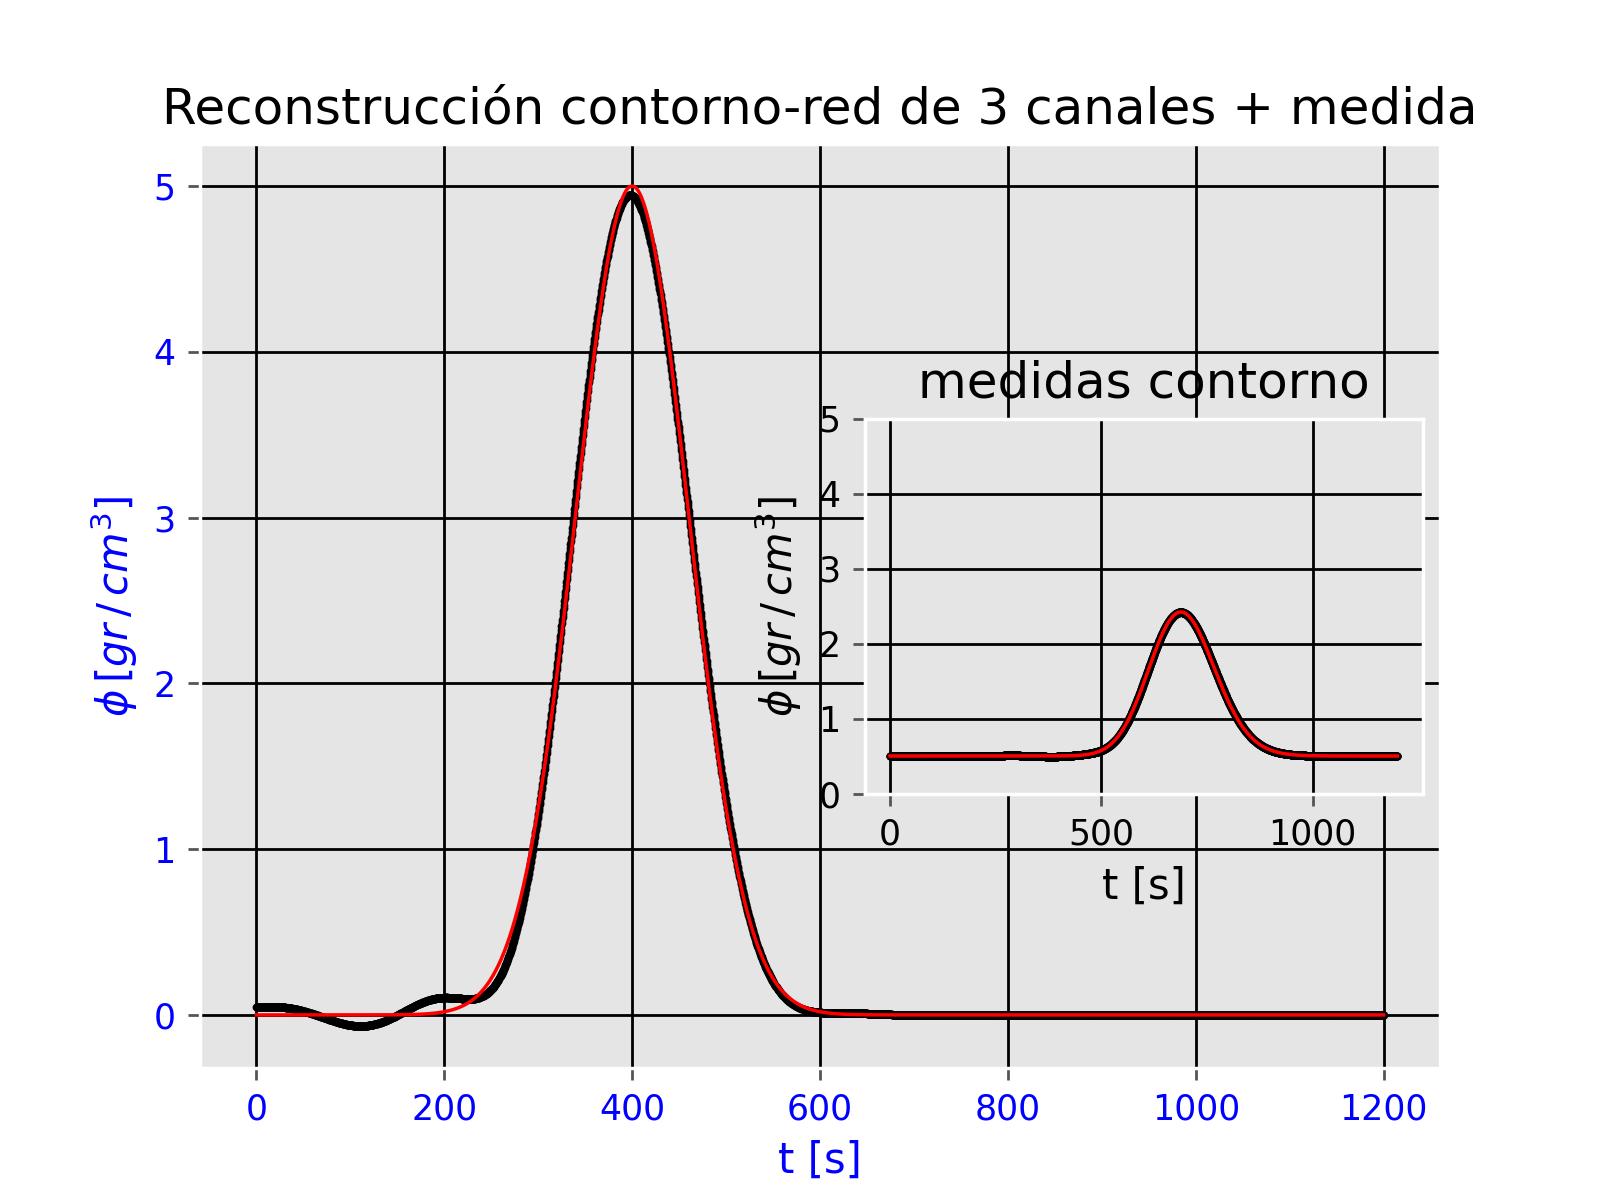 Reconstrucción contorno-red de 3 canales + medida
5
4
3
2
1
0
ϕ [gr/cm³]
0 200 400 600 800 1000 1200
t [s]
medidas contorno
5
4
3
2
1
0
ϕ [gr/cm³]
0 500 1000
t [s]